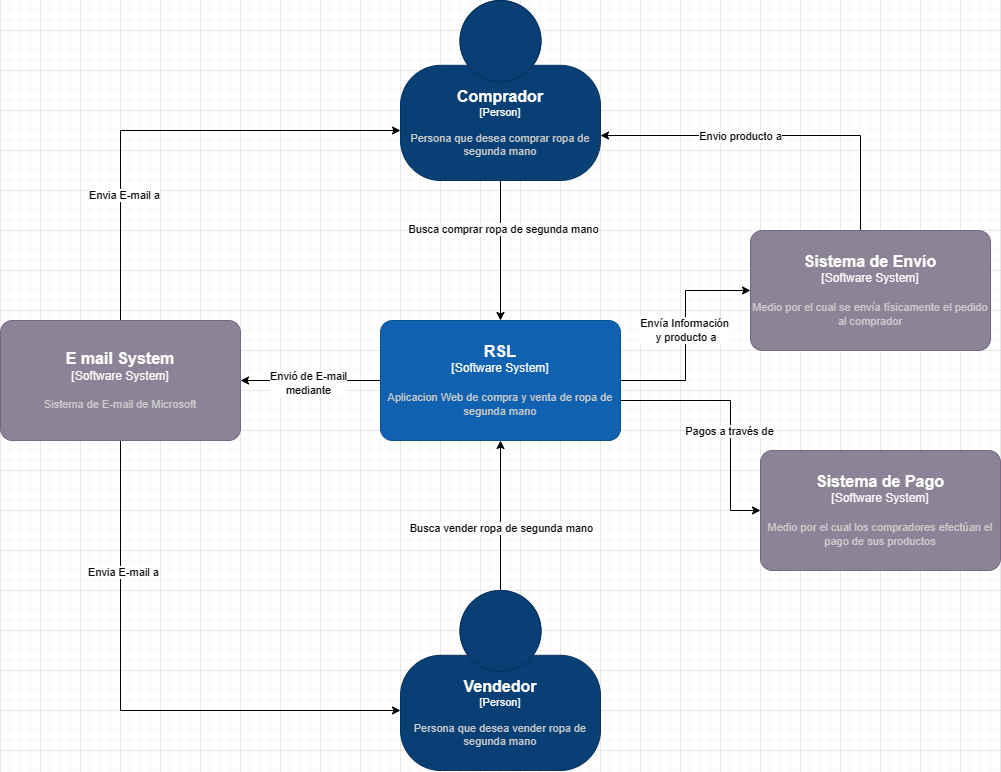 Comprador
[Person]
Persona que desea comprar ropa de
segunda mano
Envio producto a
Envia E-mail a
Busca comprar ropa de segunda mano
Sistema de Envío
[Software System]
Medio por el cual se envía físicamente el pedido
al comprador
Envía Información
y producto a
E mail System
[Software System]
Sistema de E-mail de Microsoft
Envió de E-mail
mediante
RSL
[Software System]
Aplicacion Web de compra y venta de ropa de
segunda mano
Pagos a través de
Sistema de Pago
[Software System]
Medio por el cual los compradores efectúan el
pago de sus productos
Busca vender ropa de segunda mano
Envia E-mail a
Vendedor
[Person]
Persona que desea vender ropa de
segunda mano